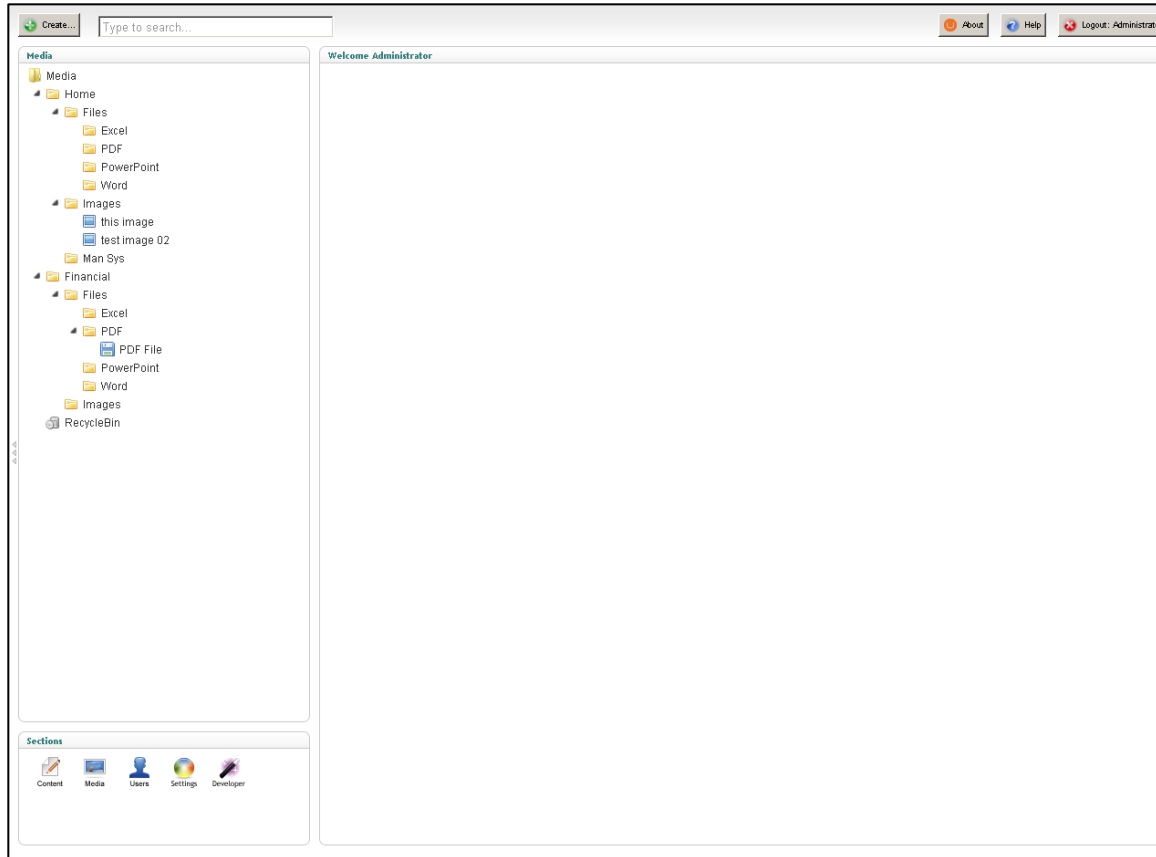 Create...
Type to search...
About
Help
Logout: Administrat
Media
Welcome Administrator
Media
Home
Files
Excel
PDF
PowerPoint
Word
Images
this image
test image 02
Man Sys
Financial
Files
Excel
PDF
PDF File
PowerPoint
Word
Images
RecycleBin
Sections
Content
Media
Users
Settings
Developer